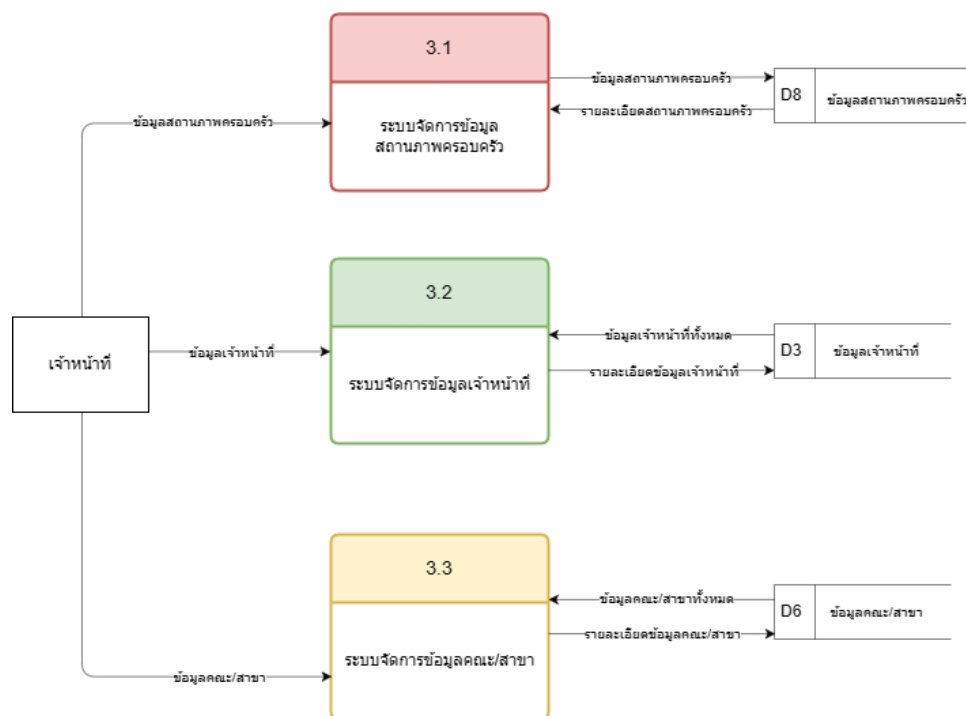 3.1
ระบบจัดการข้อมูล
สถานภาพครอบครัว
ข้อมูลสถานภาพครอบครัว
ข้อมูลสถานภาพครอบครัว
รายละเอียดสถานภาพครอบครัว
D8
ข้อมูลสถานภาพครอบครัว
เจ้าหน้าที่
ข้อมูลเจ้าหน้าที่
3.2
ระบบจัดการข้อมูลเจ้าหน้าที่
ข้อมูลเจ้าหน้าที่ทั้งหมด
รายละเอียดข้อมูลเจ้าหน้าที่
D3
ข้อมูลเจ้าหน้าที่
3.3
ระบบจัดการข้อมูลคณะ/สาขา
ข้อมูลคณะ/สาขา
ข้อมูลคณะ/สาขาทั้งหมด
รายละเอียดข้อมูลคณะ/สาขา
D6
ข้อมูลคณะ/สาขา